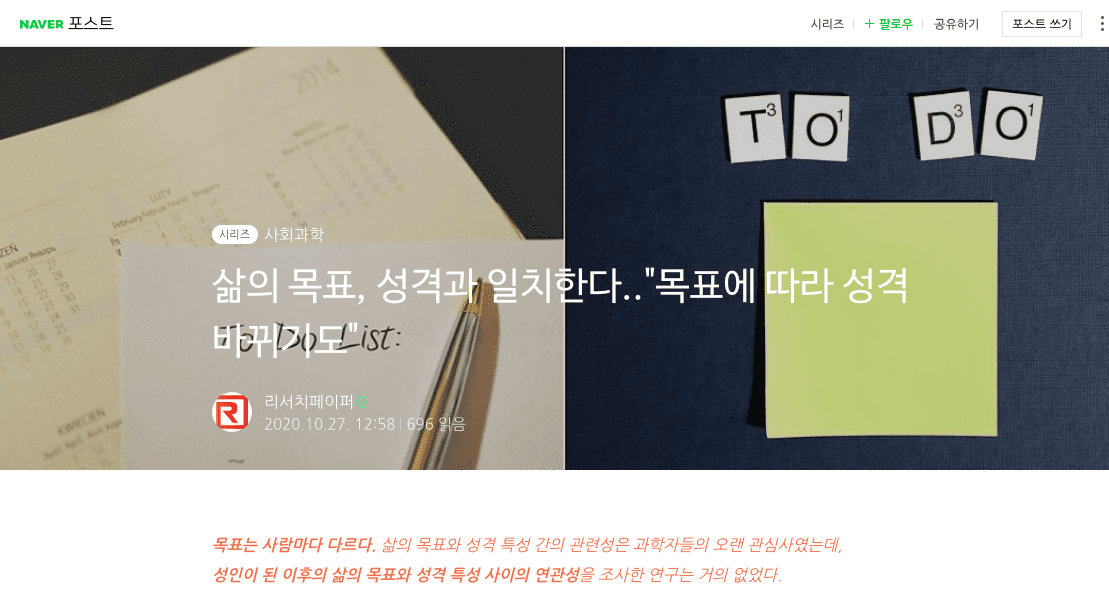 NAVER 포스트
시리즈 + 팔로우 공유하기 포스트 쓰기
2014
T3 O1 D3 O1
LUTY
시리즈 사회과학
삶의 목표, 성격과 일치한다.."목표에 따라 성격
바뀌기도"
To Do List:
R 리서치페이퍼
2020.10.27. 12:58 | 696 읽음
KWIECIEŃ
목표는 사람마다 다르다. 삶의 목표와 성격 특성 간의 관련성은 과학자들의 오랜 관심사였는데,
성인이 된 이후의 삶의 목표와 성격 특성 사이의 연관성을 조사한 연구는 거의 없었다.